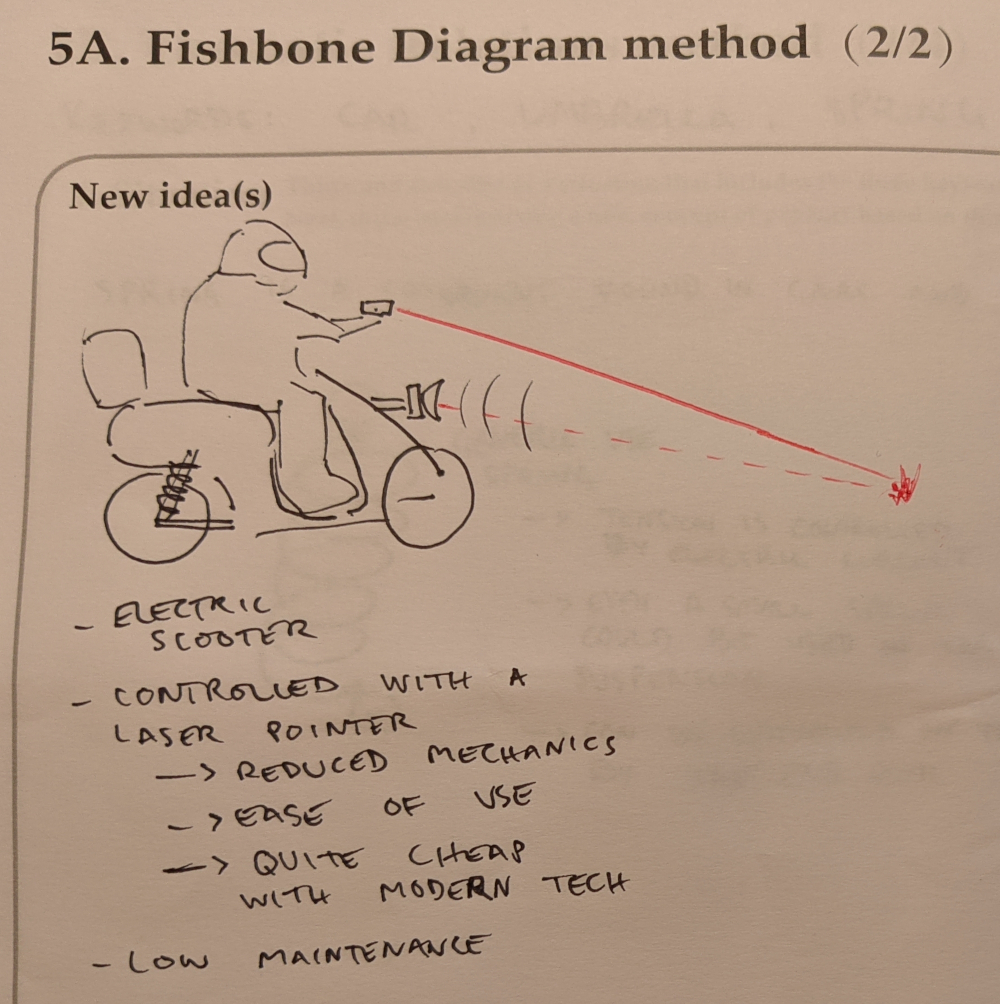 5A. Fishbone Diagram method (2/2)
New idea(s)
- ELECTRIC
SCOOTER
- CONTROLLED WITH A
LASER POINTER
-> REDUCED MECHANICS
-> EASE OF USE
-> QUITE CHEAP
WITH MODERN TECH
- LOW MAINTENANCE